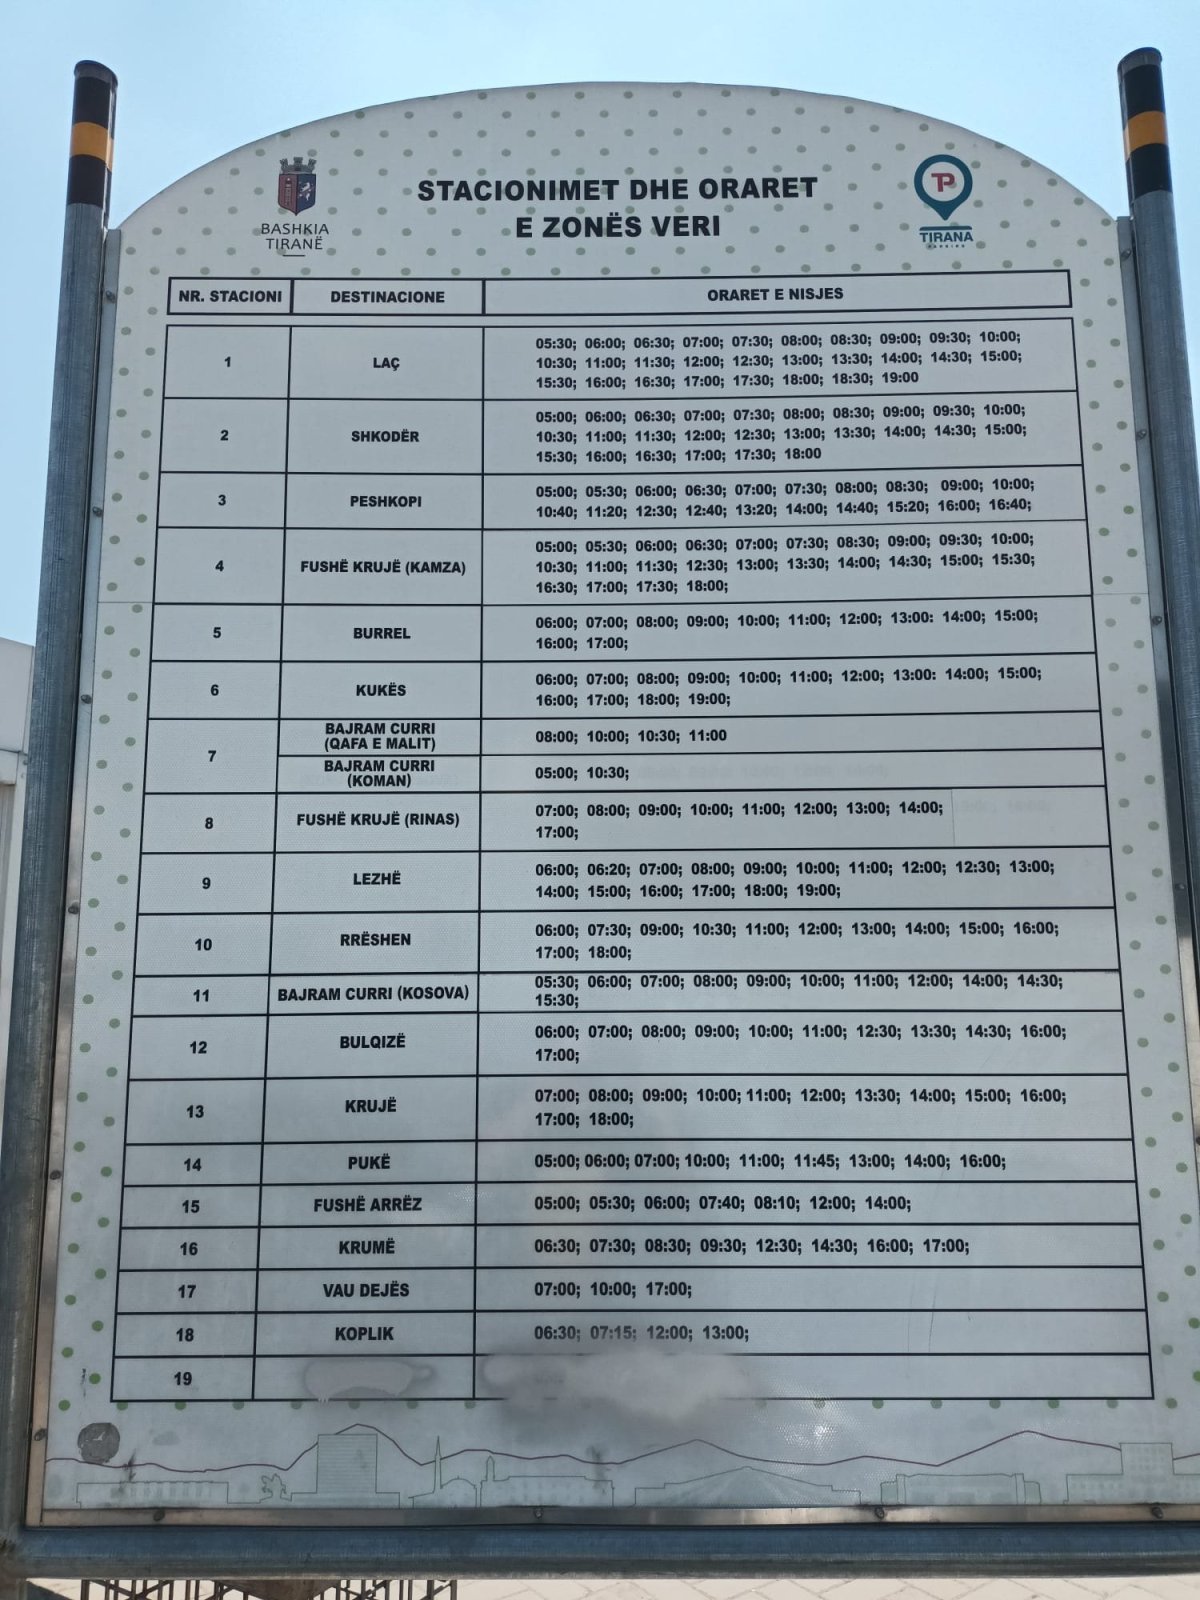 BASHKIA
TIRANË
STACIONIMET DHE ORARET
E ZONËS VERI
TP
TIRANA
PARKING
NR. STACIONI DESTINACIONE ORARET E NISJES
1 LAÇ 05:30; 06:00; 06:30; 07:00; 07:30; 08:00; 08:30; 09:00; 09:30; 10:00;
10:30; 11:00; 11:30; 12:00; 12:30; 13:00; 13:30; 14:00; 14:30; 15:00;
15:30; 16:00; 16:30; 17:00; 17:30; 18:00; 18:30; 19:00
2 SHKODËR 05:00; 06:00; 06:30; 07:00; 07:30; 08:00; 08:30; 09:00; 09:30; 10:00;
10:30; 11:00; 11:30; 12:00; 12:30; 13:00; 13:30; 14:00; 14:30; 15:00;
15:30; 16:00; 16:30; 17:00; 17:30; 18:00
3 PESHKOPI 05:00; 05:30; 06:00; 06:30; 07:00; 07:30; 08:00; 08:30; 09:00; 10:00;
10:40; 11:20; 12:30; 12:40; 13:20; 14:00; 14:40; 15:20; 16:00; 16:40;
4 FUSHË KRUJË (KAMZA) 05:00; 05:30; 06:00; 06:30; 07:00; 07:30; 08:30; 09:00; 09:30; 10:00;
10:30; 11:00; 11:30; 12:30; 13:00; 13:30; 14:00; 14:30; 15:00; 15:30;
16:30; 17:00; 17:30; 18:00;
5 BURREL 06:00; 07:00; 08:00; 09:00; 10:00; 11:00; 12:00; 13:00: 14:00; 15:00;
16:00; 17:00;
6 KUKËS 06:00; 07:00; 08:00; 09:00; 10:00; 11:00; 12:00; 13:00: 14:00; 15:00;
16:00; 17:00; 18:00; 19:00;
7 BAJRAM CURRI
(QAFA E MALIT) 08:00; 10:00; 10:30; 11:00
BAJRAM CURRI
(KOMAN) 05:00; 10:30;
8 FUSHË KRUJË (RINAS) 07:00; 08:00; 09:00; 10:00; 11:00; 12:00; 13:00; 14:00;
17:00;
9 LEZHË 06:00; 06:20; 07:00; 08:00; 09:00; 10:00; 11:00; 12:00; 12:30; 13:00;
14:00; 15:00; 16:00; 17:00; 18:00; 19:00;
10 RRËSHEN 06:00; 07:30; 09:00; 10:30; 11:00; 12:00; 13:00; 14:00; 15:00; 16:00;
17:00; 18:00;
11 BAJRAM CURRI (KOSOVA) 05:30; 06:00; 07:00; 08:00; 09:00; 10:00; 11:00; 12:00; 14:00; 14:30;
15:30;
12 BULQIZË 06:00; 07:00; 08:00; 09:00; 10:00; 11:00; 12:30; 13:30; 14:30; 16:00;
17:00;
13 KRUJË 07:00; 08:00; 09:00; 10:00; 11:00; 12:00; 13:30; 14:00; 15:00; 16:00;
17:00; 18:00;
14 PUKË 05:00; 06:00; 07:00; 10:00; 11:00; 11:45; 13:00; 14:00; 16:00;
15 FUSHË ARRËZ 05:00; 05:30; 06:00; 07:40; 08:10; 12:00; 14:00;
16 KRUMË 06:30; 07:30; 08:30; 09:30; 12:30; 14:30; 16:00; 17:00;
17 VAU DEJËS 07:00; 10:00; 17:00;
18 KOPLIK 06:30; 07:15; 12:00; 13:00;
19